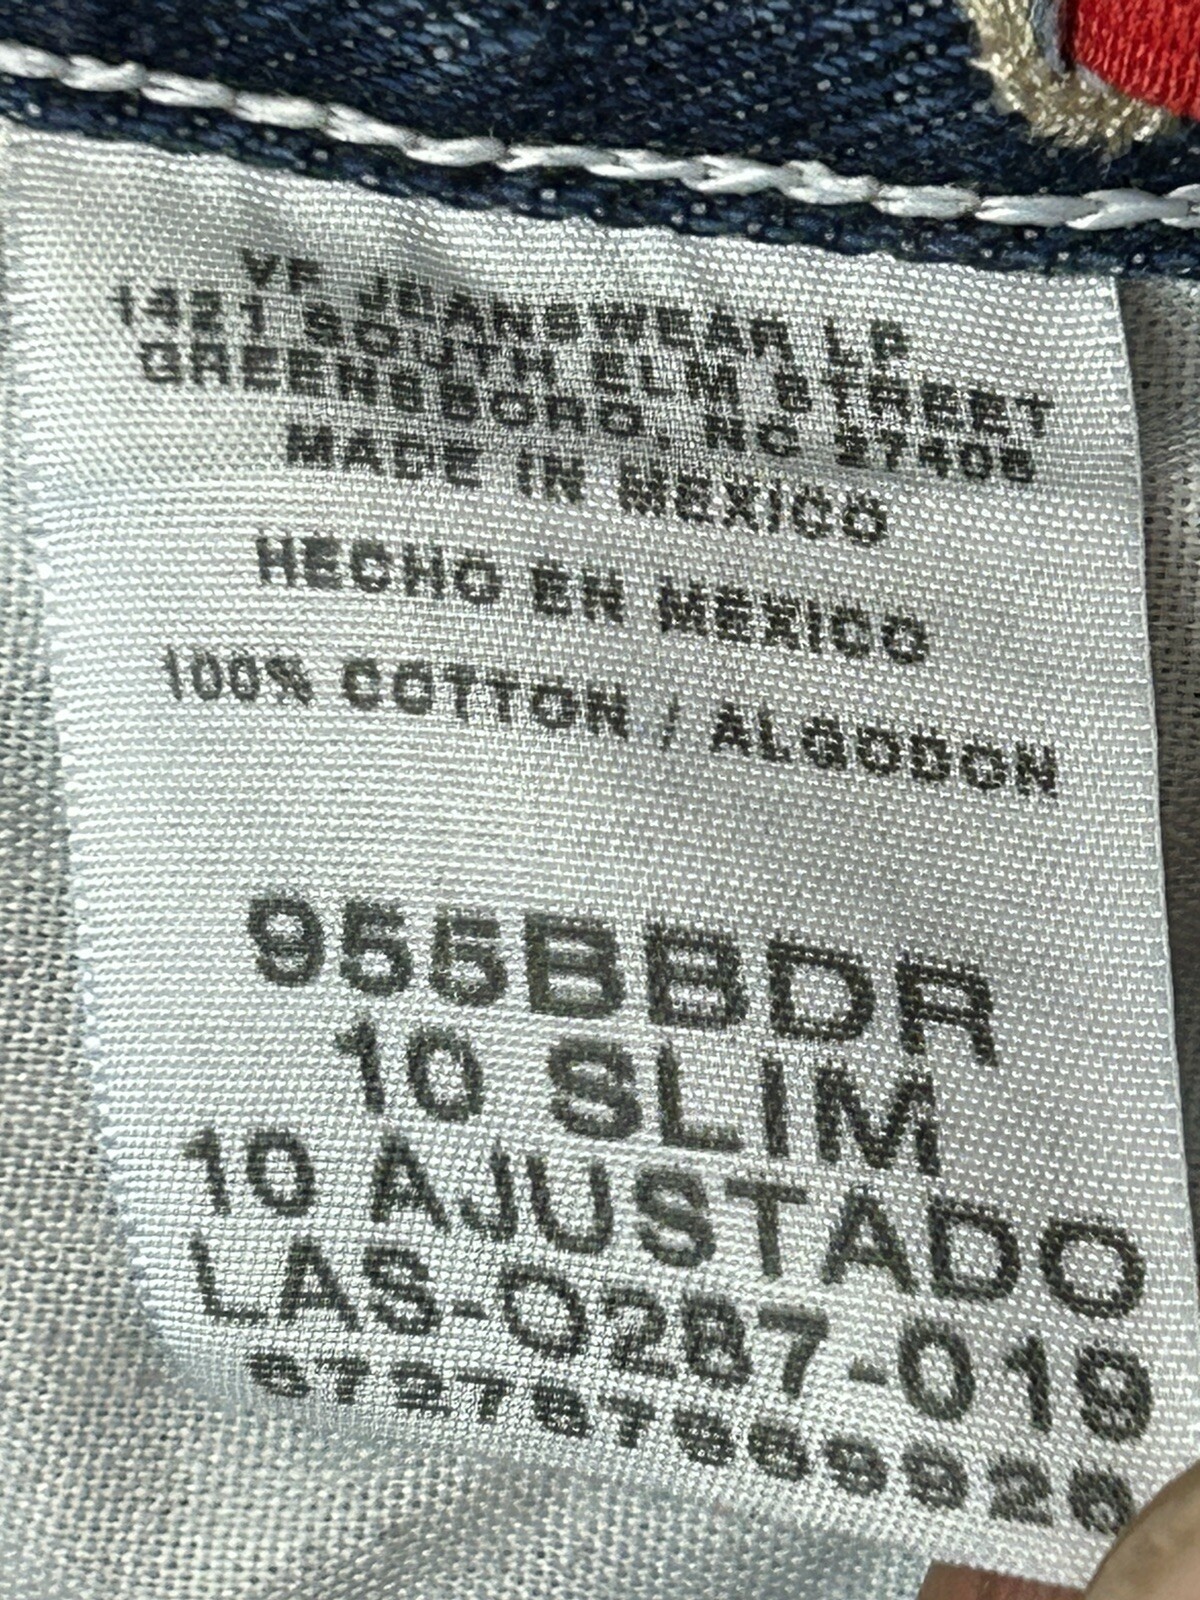 VF JEANSWEAR LP
1421 SOUTH ELM STREET
GREENSBORO, NC 27406
MADE IN MEXICO
HECHO EN MEXICO
100% COTTON / ALGODON
955BBDR
10 SLIM
10 AJUSTADO
LAS-02B7-019